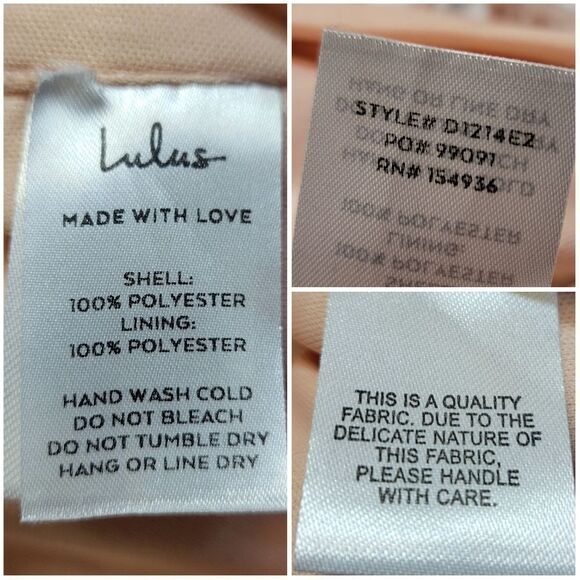 Lulus
MADE WITH LOVE
SHELL:
100% POLYESTER
LINING:
100% POLYESTER
HAND WASH COLD
DO NOT BLEACH
DO NOT TUMBLE DRY
HANG OR LINE DRY
STYLE# D1214E2
PO# 99091
RN# 154936
THIS IS A QUALITY
FABRIC. DUE TO THE
DELICATE NATURE OF
THIS FABRIC,
PLEASE HANDLE
WITH CARE.